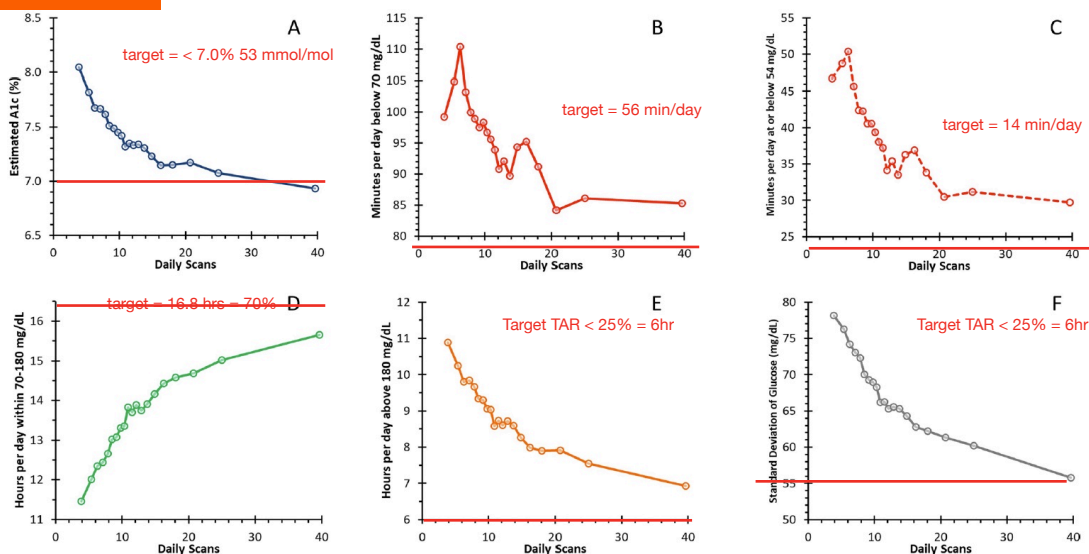 A
target = < 7.0% 53 mmol/mol
Estimated A1c (%)
8.5
8.0
7.5
7.0
6.5
0
10
20
30
40
Daily Scans
B
target = 56 min/day
Minutes per day below 70 mg/dL
115
110
105
100
95
90
85
80
0
10
20
30
40
Daily Scans
C
target = 14 min/day
Minutes per day at or below 54 mg/dL
55
50
45
40
35
30
25
0
10
20
30
40
Daily Scans
D
target = 16.8 hrs = 70%
Hours per day within 70-180 mg/dL
16
15
14
13
12
11
0
10
20
30
40
Daily Scans
E
Target TAR < 25% = 6hr
Hours per day above 180 mg/dL
12
11
10
9
8
7
6
0
10
20
30
40
Daily Scans
F
Target TAR < 25% = 6hr
Standard Deviation of Glucose (mg/dL)
80
75
70
65
60
55
50
0
10
20
30
40
Daily Scans